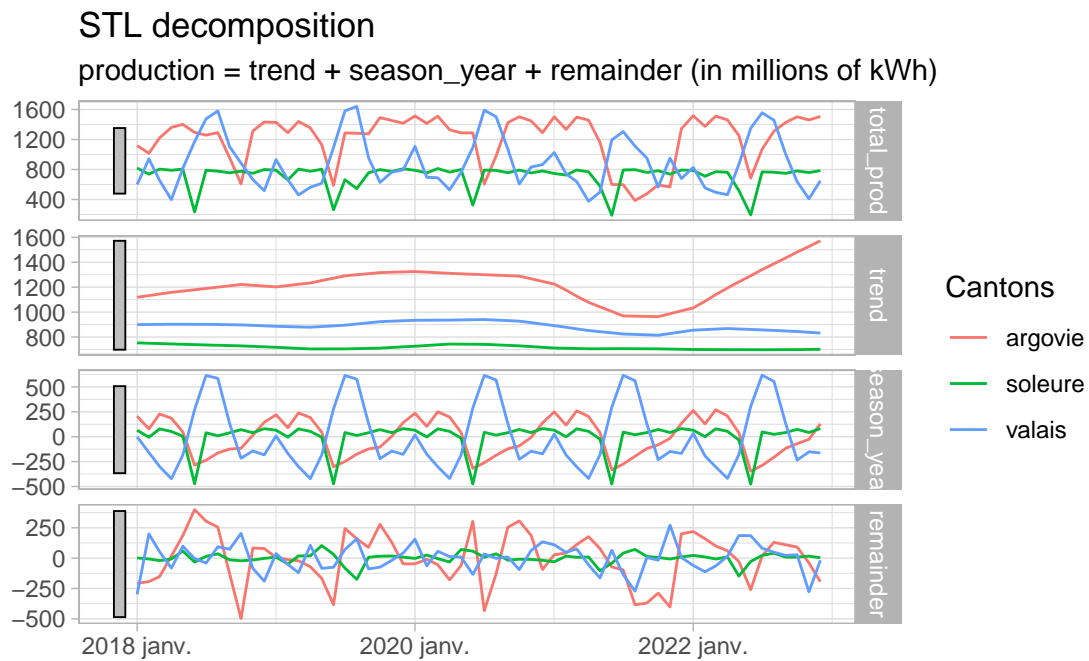 STL decomposition
production = trend + season_year + remainder (in millions of kWh)
1600
1200
800
400
total_prod
1600
1400
1200
1000
800
trend
500
250
0
−250
−500
season_yea
250
0
−250
−500
remainder
2018 janv.
2020 janv.
2022 janv.
Cantons
argovie
soleure
valais